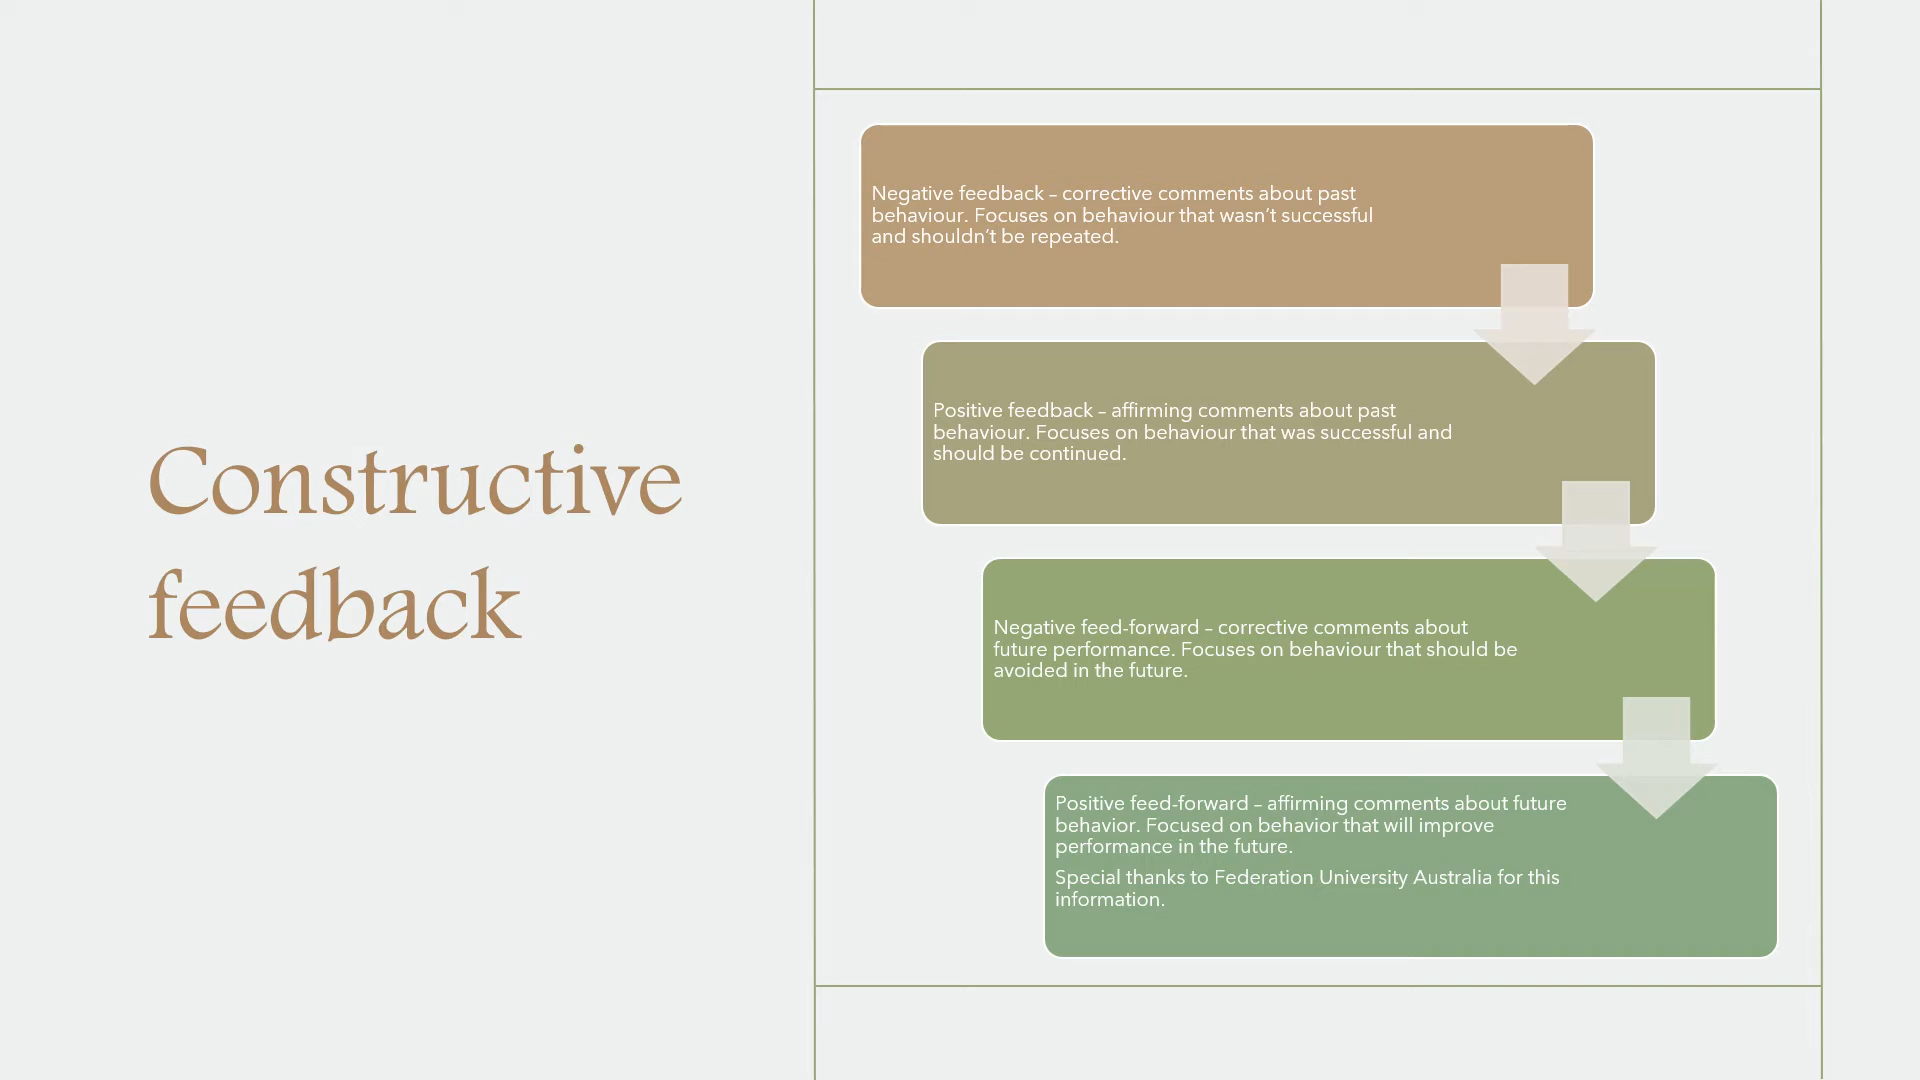 Constructive
feedback
Negative feedback – corrective comments about past
behaviour. Focuses on behaviour that wasn’t successful
and shouldn’t be repeated.
Positive feedback – affirming comments about past
behaviour. Focuses on behaviour that was successful and
should be continued.
Negative feed-forward – corrective comments about
future performance. Focuses on behaviour that should be
avoided in the future.
Positive feed-forward – affirming comments about future
behavior. Focused on behavior that will improve
performance in the future.
Special thanks to Federation University Australia for this
information.